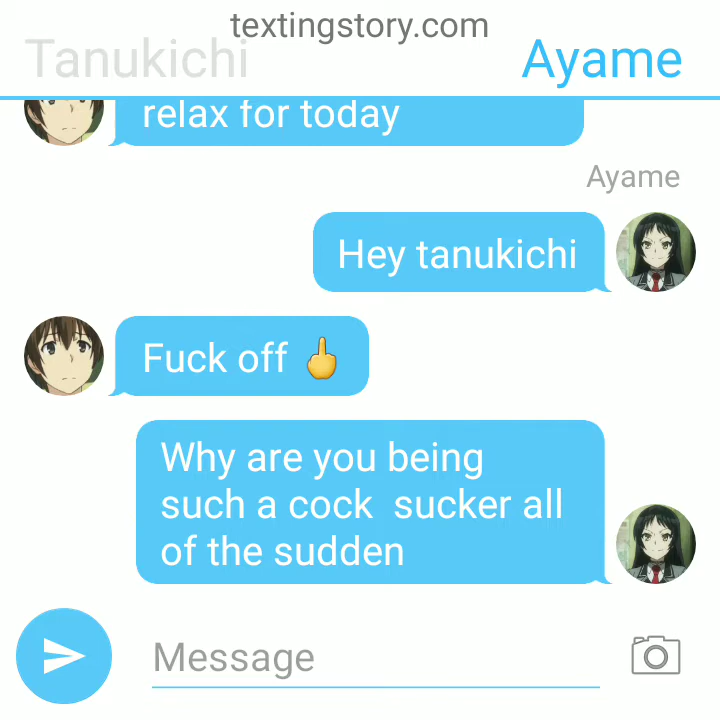 textingstory.com
Tanukichi
Ayame
relax for today
Ayame
Hey tanukichi
Fuck off 🖕
Why are you being
such a cock  sucker all
of the sudden
Message